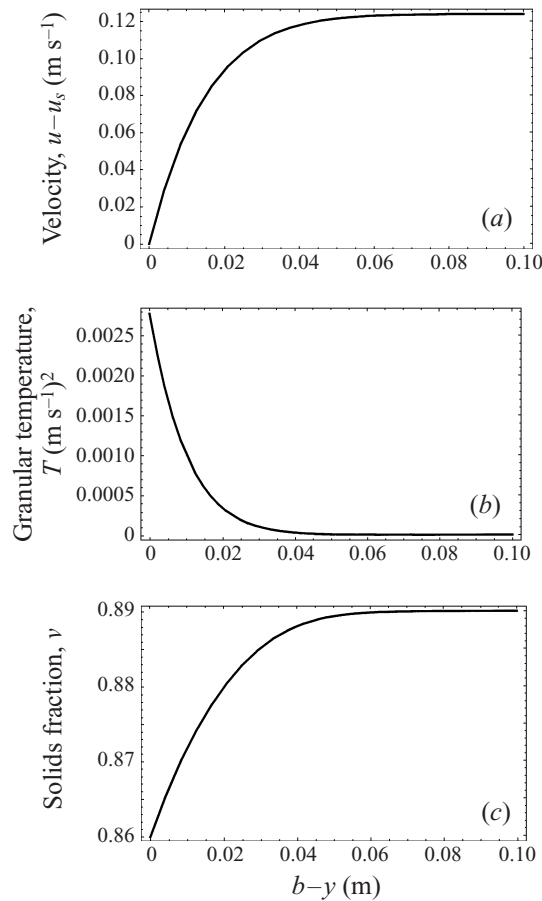 Velocity, u−u_s (m s⁻¹)
0.12
0.10
0.08
0.06
0.04
0.02
0
(a)
0 0.02 0.04 0.06 0.08 0.10
Granular temperature,
T (m s⁻¹)²
0.0025
0.0020
0.0015
0.0010
0.0005
0
(b)
0 0.02 0.04 0.06 0.08 0.10
Solids fraction, ν
0.89
0.88
0.87
0.86
(c)
0 0.02 0.04 0.06 0.08 0.10
b−y (m)